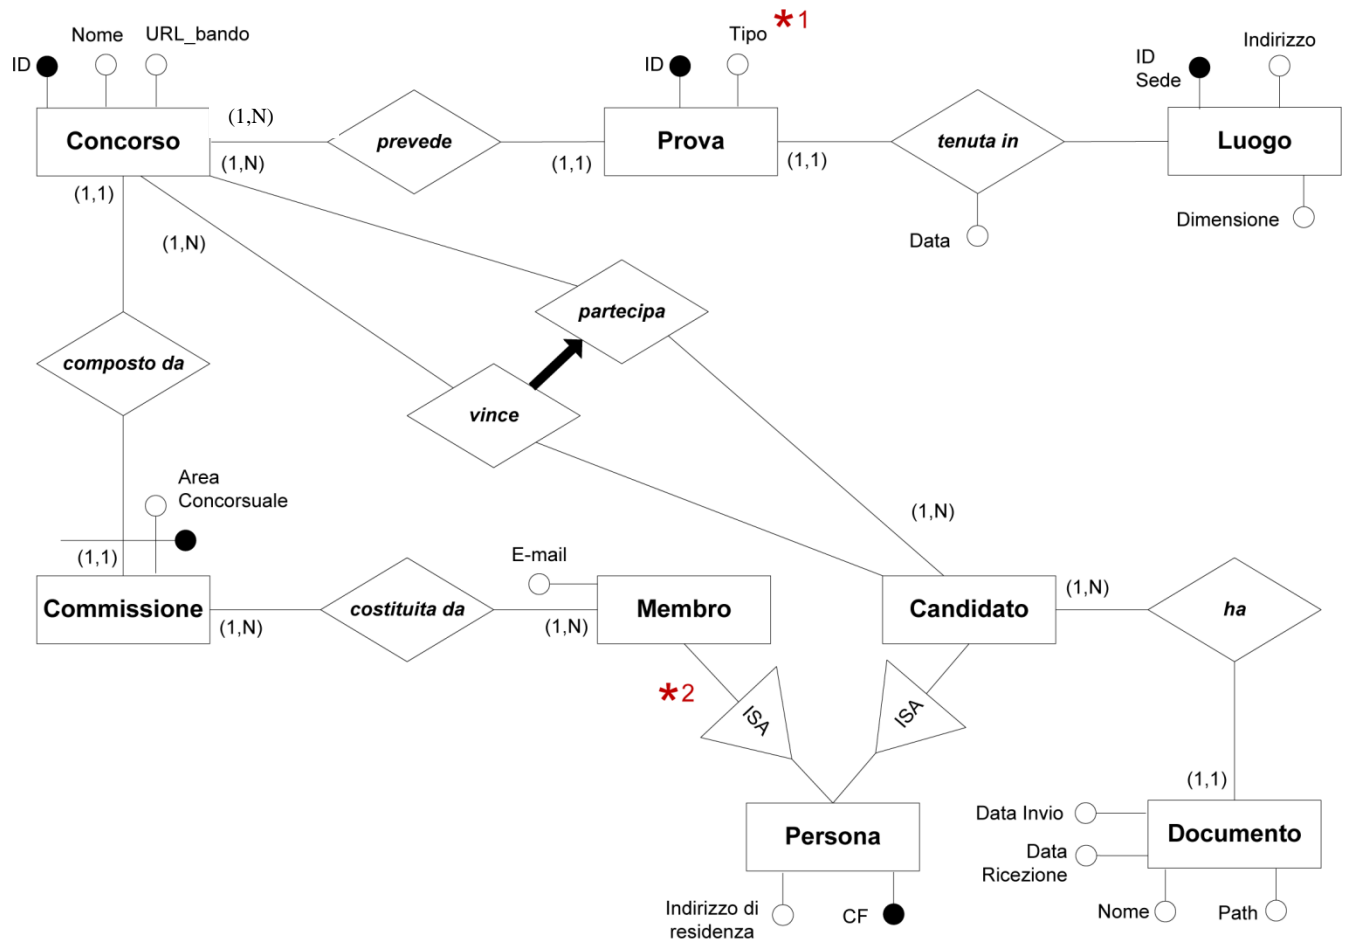 Nome
URL_bando
ID
Concorso
(1,N)
(1,N)
(1,1)
(1,N)
prevede
(1,1)
ID
Tipo
*1
Prova
(1,1)
tenuta in
Data
ID
Sede
Indirizzo
Luogo
Dimensione
partecipa
composto da
vince
Area
Concorsuale
(1,1)
Commissione
(1,N)
costituita da
E-mail
(1,N)
Membro
(1,N)
Candidato
(1,N)
ha
*2
ISA
ISA
(1,1)
Persona
Indirizzo di
residenza
CF
Data Invio
Data
Ricezione
Documento
Nome
Path